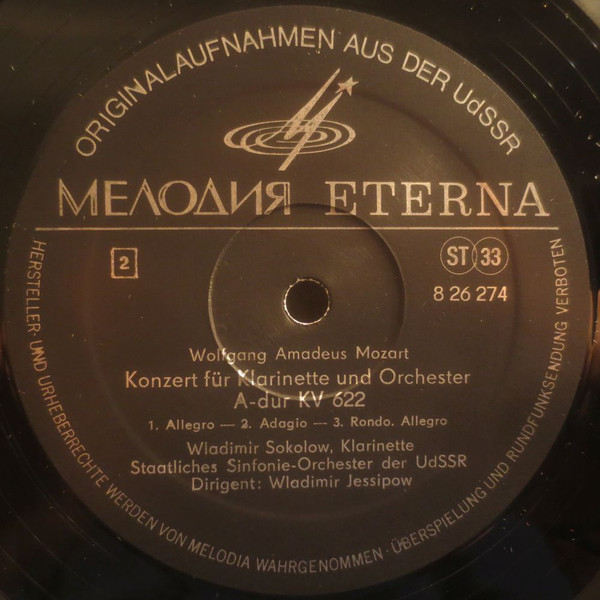 ORIGINALAUFNAHMEN AUS DER UdSSR
МЕЛОДИЯ ETERNA
2
ST 33
8 26 274
Wolfgang Amadeus Mozart
Konzert für Klarinette und Orchester
A-dur KV 622
1. Allegro — 2. Adagio — 3. Rondo. Allegro
Wladimir Sokolow, Klarinette
Staatliches Sinfonie-Orchester der UdSSR
Dirigent: Wladimir Jessipow
HERSTELLER- UND URHEBERRECHTE WERDEN VON MELODIA WAHRGENOMMEN · ÜBERSPIELUNG UND RUNDFUNKSENDUNG VERBOTEN